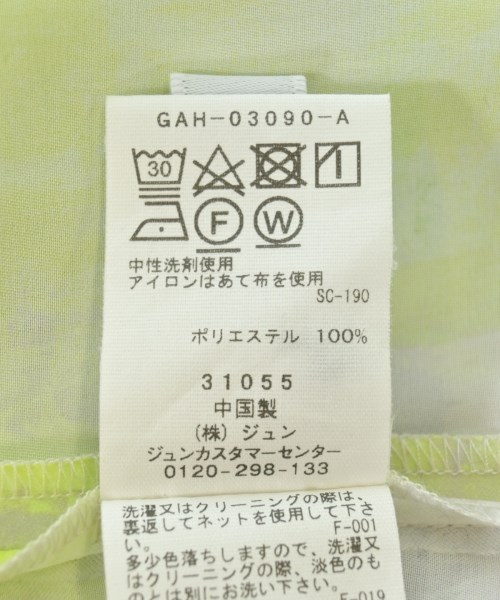 GAH-03090-A
30
F W
中性洗剤使用
アイロンはあて布を使用
SC-190
ポリエステル 100%
31055
中国製
(株) ジュン
ジュンカスタマーセンター
0120-298-133
洗濯又はクリーニングの際は、
裏返してネットを使用して下さ
い。 F-001
多少色落ちしますので、洗濯又
はクリーニングの際、淡色のも
のとは別にお洗い下さい。
F-019